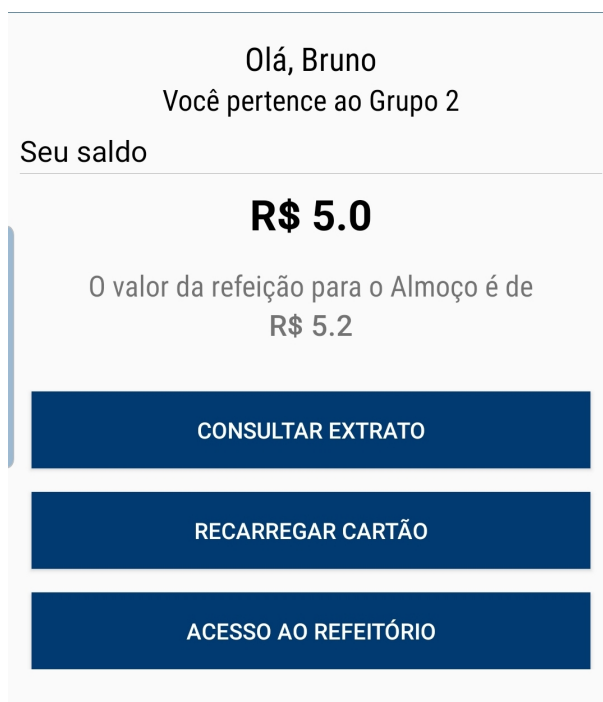 Olá, Bruno
Você pertence ao Grupo 2
Seu saldo
R$ 5.0
O valor da refeição para o Almoço é de
R$ 5.2
CONSULTAR EXTRATO
RECARREGAR CARTÃO
ACESSO AO REFEITÓRIO